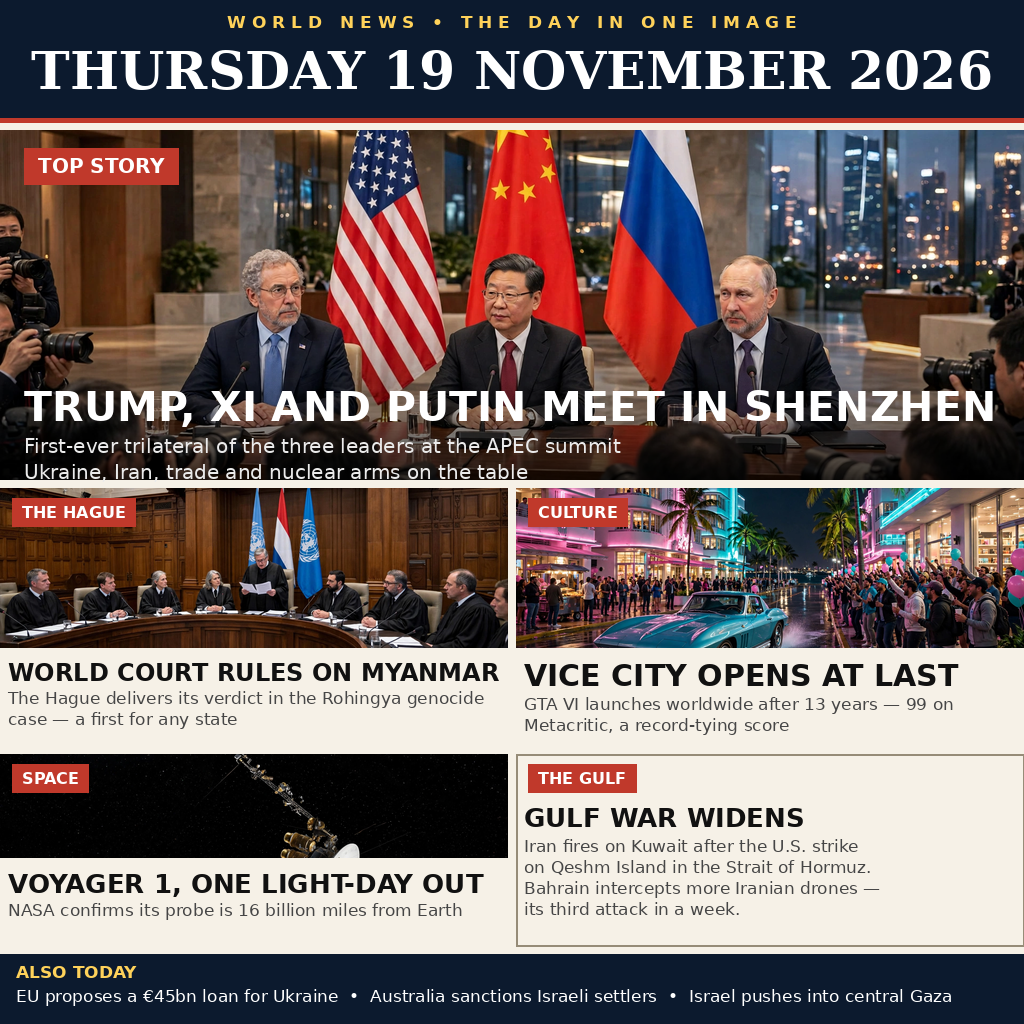 WORLD NEWS • THE DAY IN ONE IMAGE
THURSDAY 19 NOVEMBER 2026
TOP STORY
TRUMP, XI AND PUTIN MEET IN SHENZHEN
First-ever trilateral of the three leaders at the APEC summit
Ukraine, Iran, trade and nuclear arms on the table
THE HAGUE
WORLD COURT RULES ON MYANMAR
The Hague delivers its verdict in the Rohingya genocide
case — a first for any state
CULTURE
VICE CITY OPENS AT LAST
GTA VI launches worldwide after 13 years — 99 on
Metacritic, a record-tying score
SPACE
VOYAGER 1, ONE LIGHT-DAY OUT
NASA confirms its probe is 16 billion miles from Earth
THE GULF
GULF WAR WIDENS
Iran fires on Kuwait after the U.S. strike
on Qeshm Island in the Strait of Hormuz.
Bahrain intercepts more Iranian drones —
its third attack in a week.
ALSO TODAY
EU proposes a €45bn loan for Ukraine • Australia sanctions Israeli settlers • Israel pushes into central Gaza